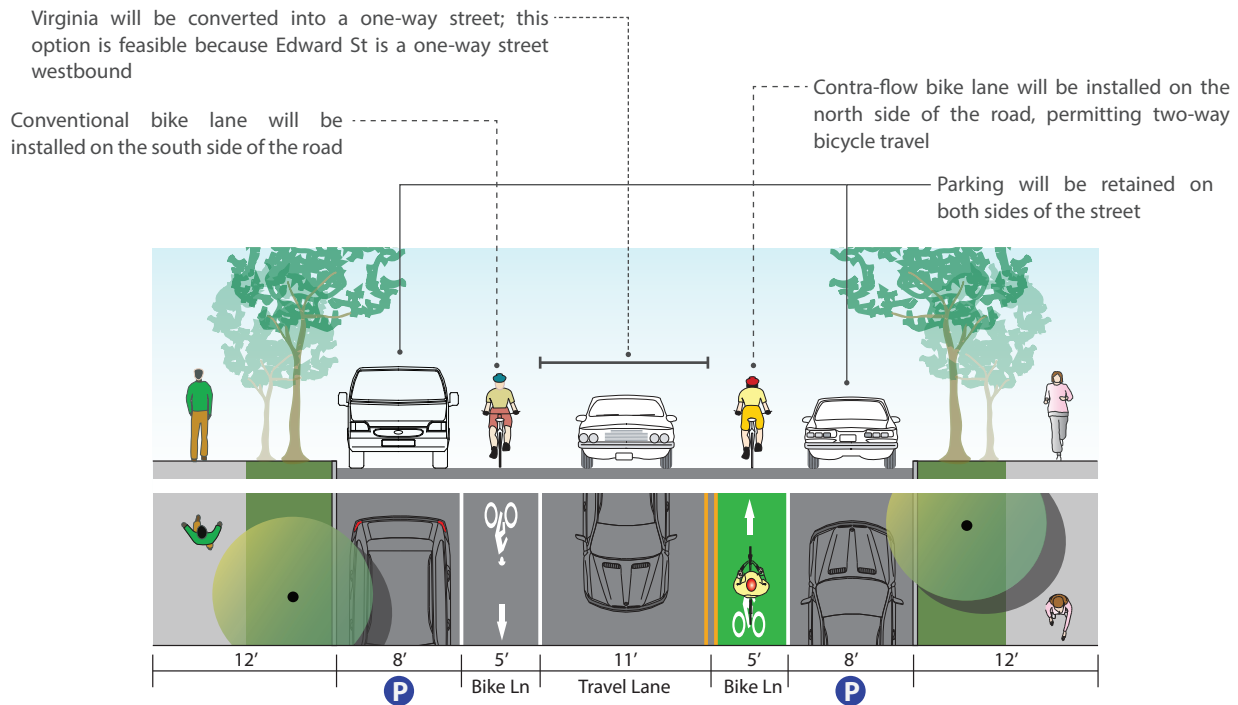 Virginia will be converted into a one-way street; this
option is feasible because Edward St is a one-way street
westbound
Conventional bike lane will be
installed on the south side of the road
Contra-flow bike lane will be installed on the
north side of the road, permitting two-way
bicycle travel
Parking will be retained on
both sides of the street
12’ 8’ 5’ 11’ 5’ 8’ 12’
P Bike Ln Travel Lane Bike Ln P